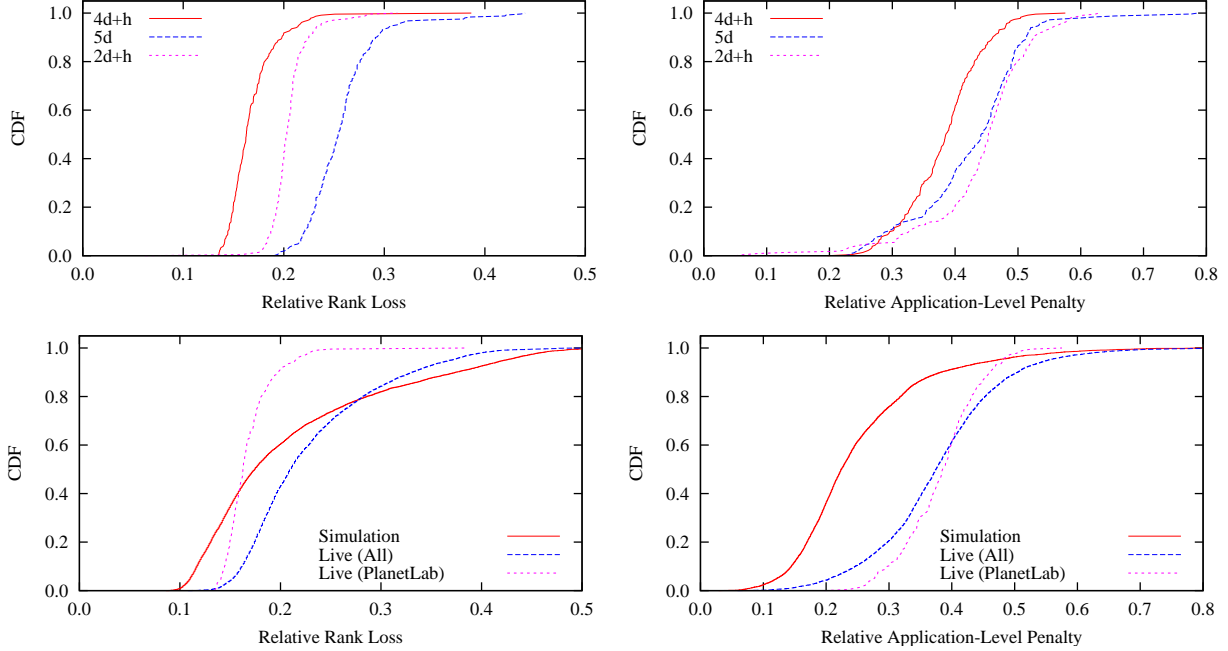 4d+h
5d
2d+h
CDF
1.0
0.8
0.6
0.4
0.2
0.0
0.0 0.1 0.2 0.3 0.4 0.5
Relative Rank Loss
4d+h
5d
2d+h
CDF
1.0
0.8
0.6
0.4
0.2
0.0
0.0 0.1 0.2 0.3 0.4 0.5 0.6 0.7 0.8
Relative Application-Level Penalty
CDF
1.0
0.8
0.6
0.4
0.2
0.0
Simulation
Live (All)
Live (PlanetLab)
0.0 0.1 0.2 0.3 0.4 0.5
Relative Rank Loss
CDF
1.0
0.8
0.6
0.4
0.2
0.0
Simulation
Live (All)
Live (PlanetLab)
0.0 0.1 0.2 0.3 0.4 0.5 0.6 0.7 0.8
Relative Application-Level Penalty